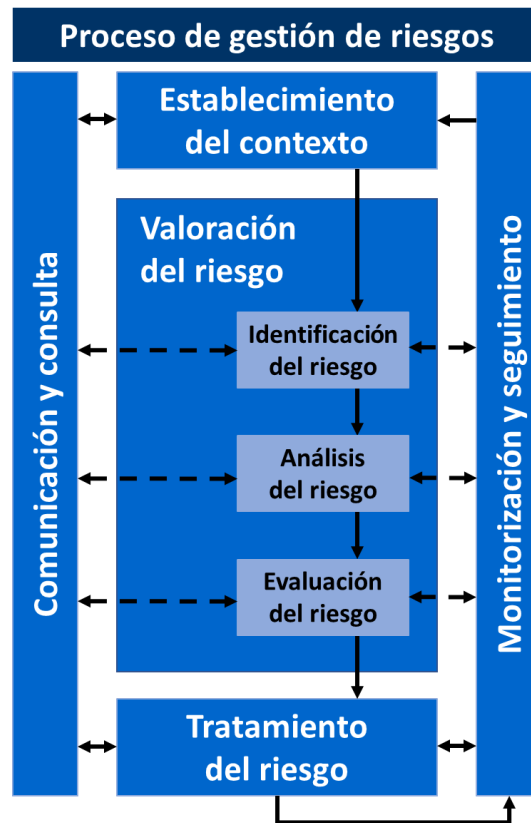 Proceso de gestión de riesgos
Comunicación y consulta
Establecimiento
del contexto
Valoración
del riesgo
Identificación
del riesgo
Análisis
del riesgo
Evaluación
del riesgo
Tratamiento
del riesgo
Monitorización y seguimiento